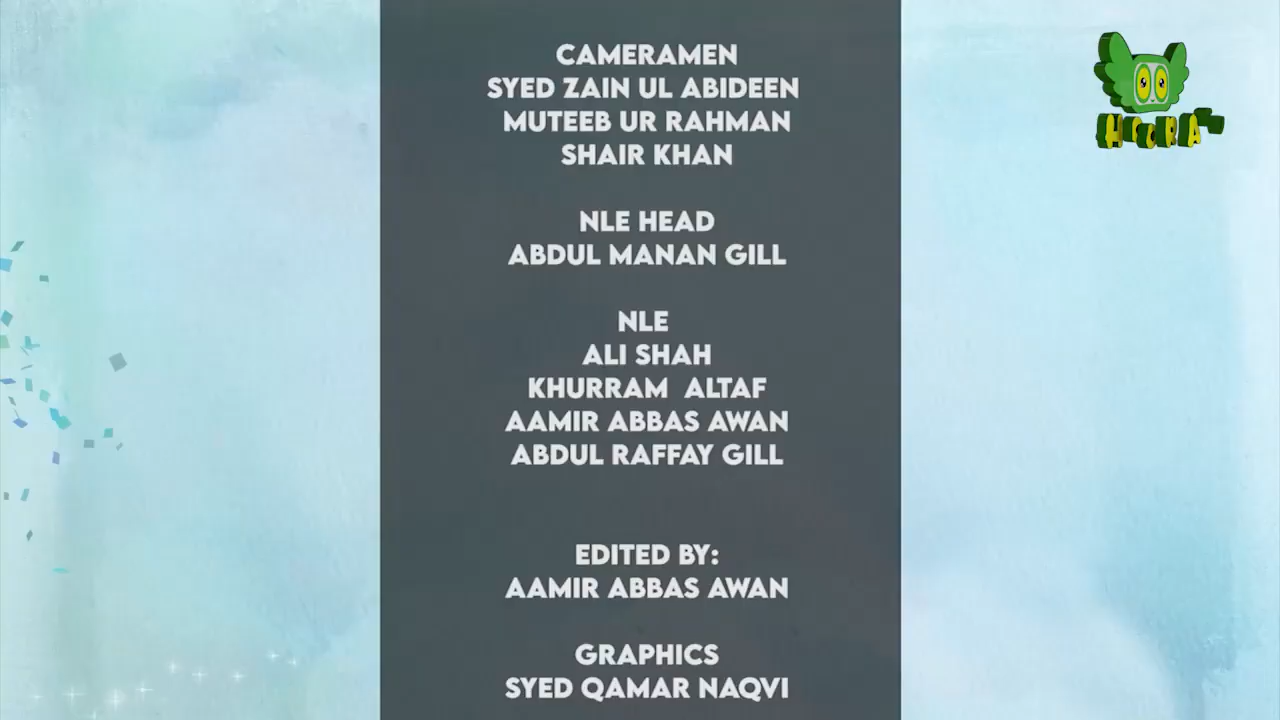 CAMERAMEN
SYED ZAIN UL ABIDEEN
MUTEEB UR RAHMAN
SHAIR KHAN
NLE HEAD
ABDUL MANAN GILL
NLE
ALI SHAH
KHURRAM ALTAF
AAMIR ABBAS AWAN
ABDUL RAFFAY GILL
EDITED BY:
AAMIR ABBAS AWAN
GRAPHICS
SYED QAMAR NAQVI